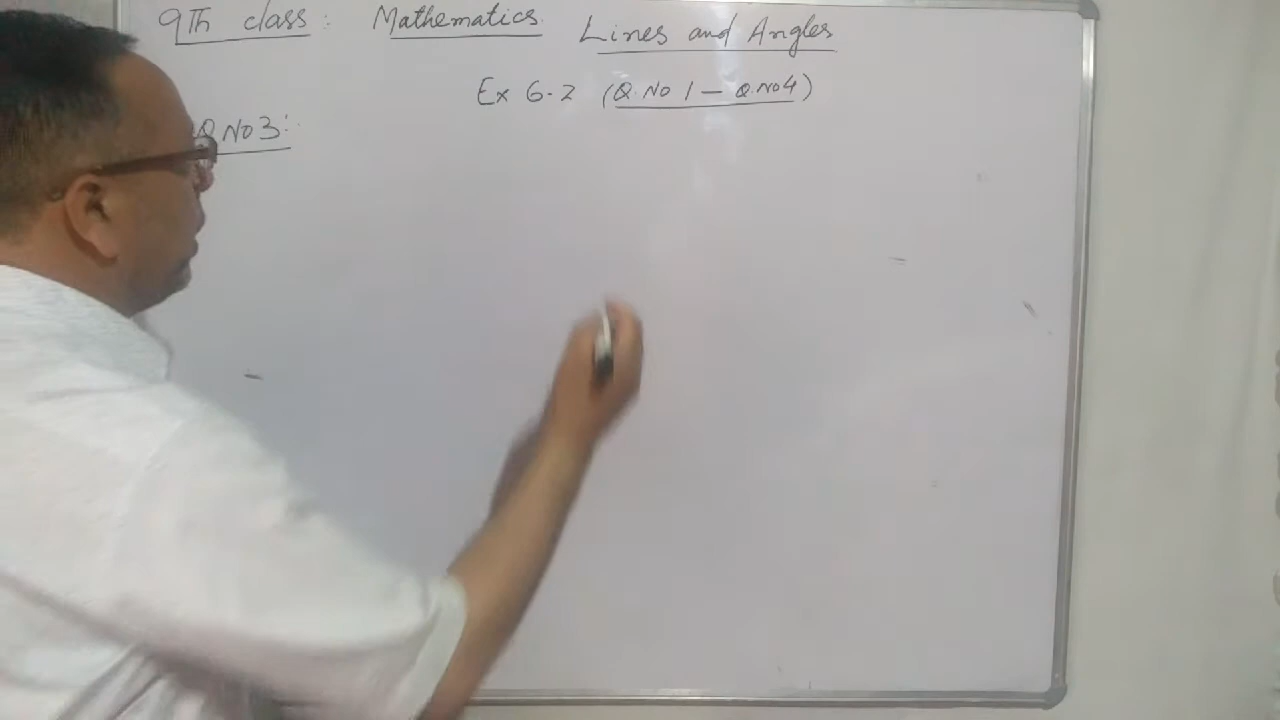 9Th class: Mathematics. Lines and Angles
Ex 6.2 (Q.No 1 — Q.No 4)
Q No 3: